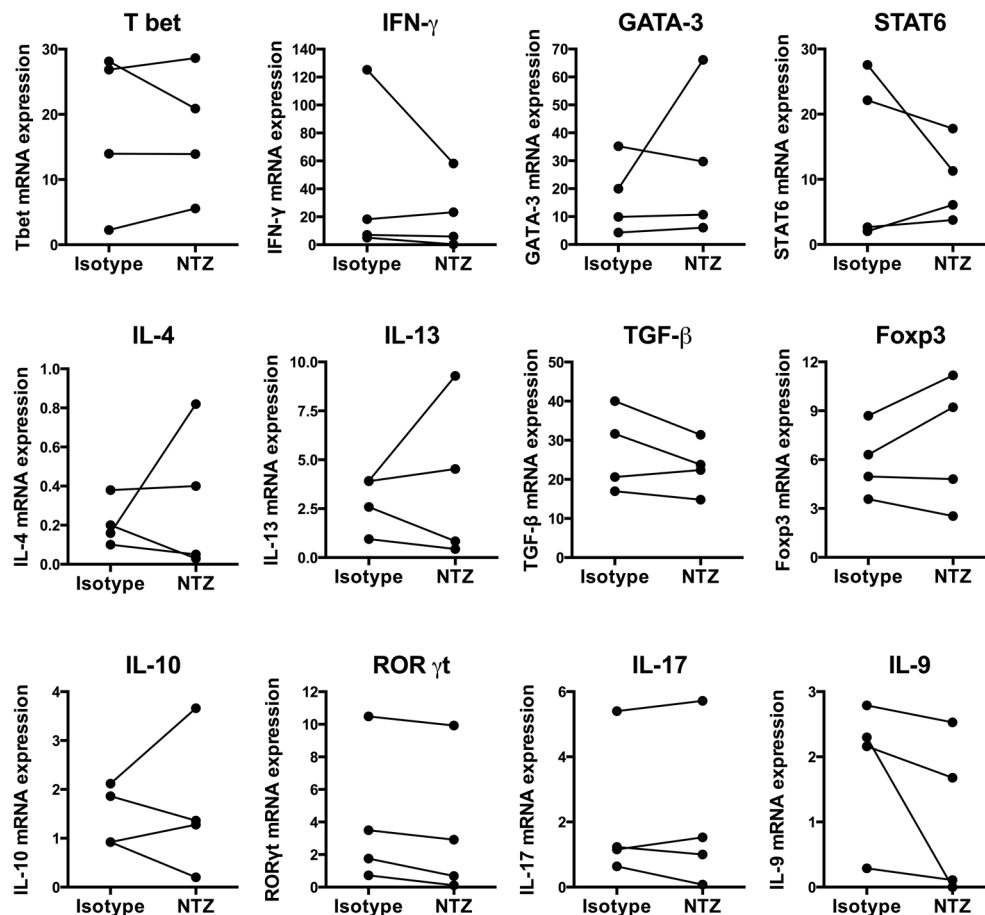 T bet
IFN-γ
GATA-3
STAT6
Tbet mRNA expression
30
20
10
0
Isotype
NTZ
IFN-γ mRNA expression
140
120
100
80
60
40
20
0
Isotype
NTZ
GATA-3 mRNA expression
70
60
50
40
30
20
10
0
Isotype
NTZ
STAT6 mRNA expression
30
20
10
0
Isotype
NTZ
IL-4
IL-13
TGF-β
Foxp3
IL-4 mRNA expression
1.0
0.8
0.6
0.4
0.2
0.0
Isotype
NTZ
IL-13 mRNA expression
10.0
7.5
5.0
2.5
0.0
Isotype
NTZ
TGF-β mRNA expression
50
40
30
20
10
0
Isotype
NTZ
Foxp3 mRNA expression
12
9
6
3
0
Isotype
NTZ
IL-10
ROR γt
IL-17
IL-9
IL-10 mRNA expression
4
3
2
1
0
Isotype
NTZ
RORγt mRNA expression
12
10
8
6
4
2
0
Isotype
NTZ
IL-17 mRNA expression
6
4
2
0
Isotype
NTZ
IL-9 mRNA expression
3
2
1
0
Isotype
NTZ